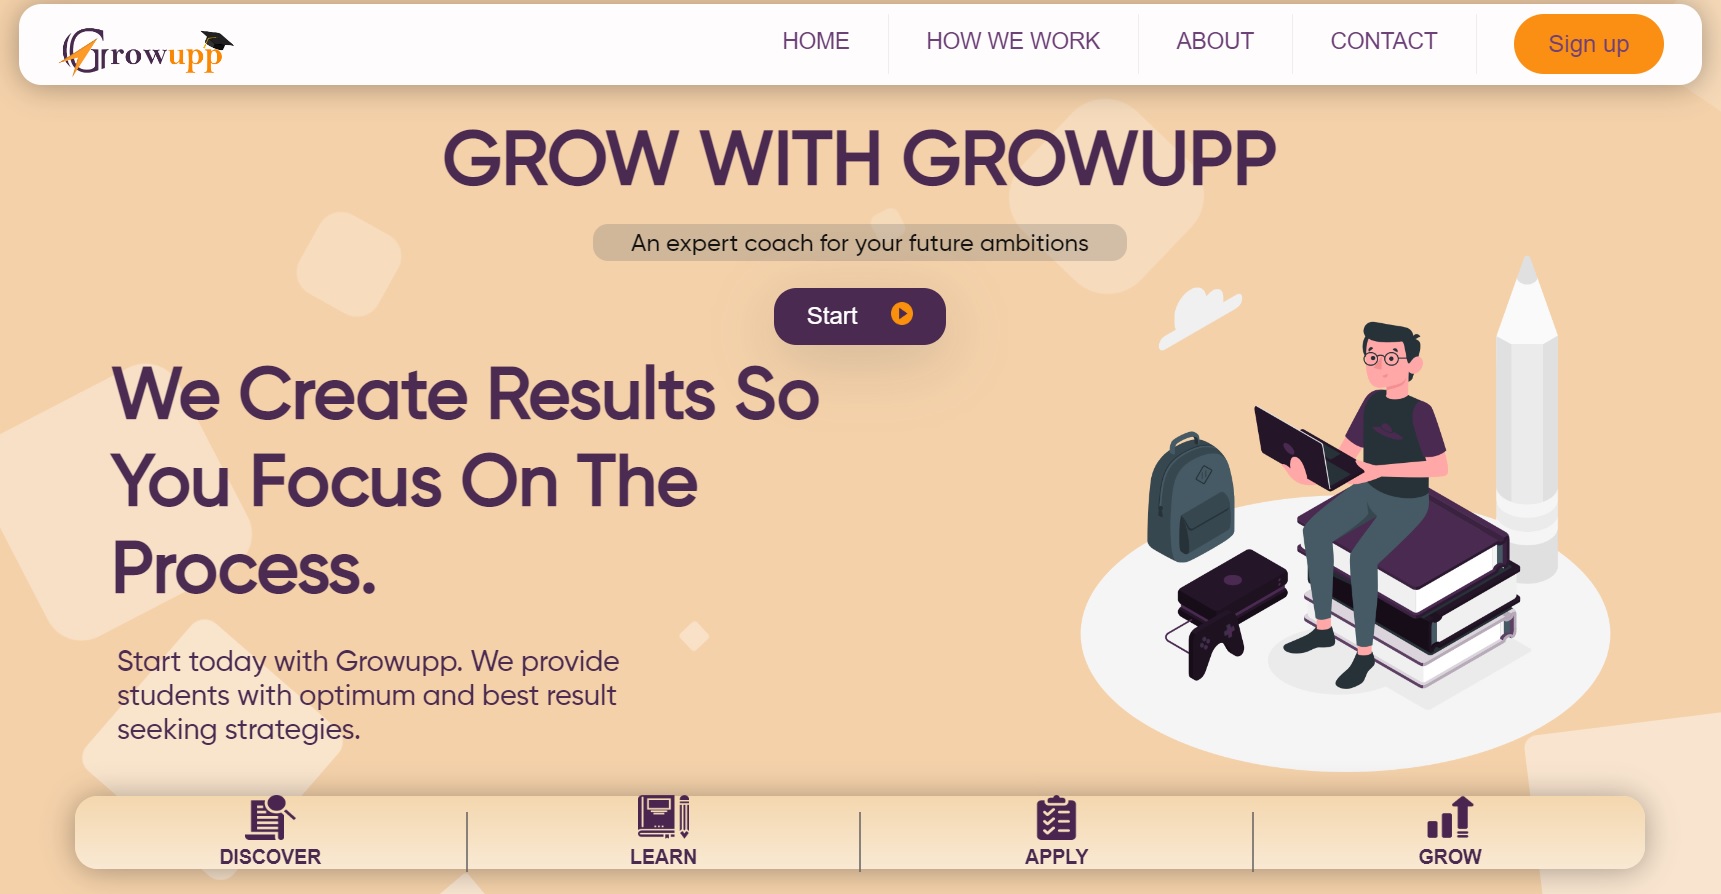 Growupp
HOME
HOW WE WORK
ABOUT
CONTACT
Sign up
GROW WITH GROWUPP
An expert coach for your future ambitions
Start
We Create Results So
You Focus On The
Process.
Start today with Growupp. We provide
students with optimum and best result
seeking strategies.
DISCOVER
LEARN
APPLY
GROW